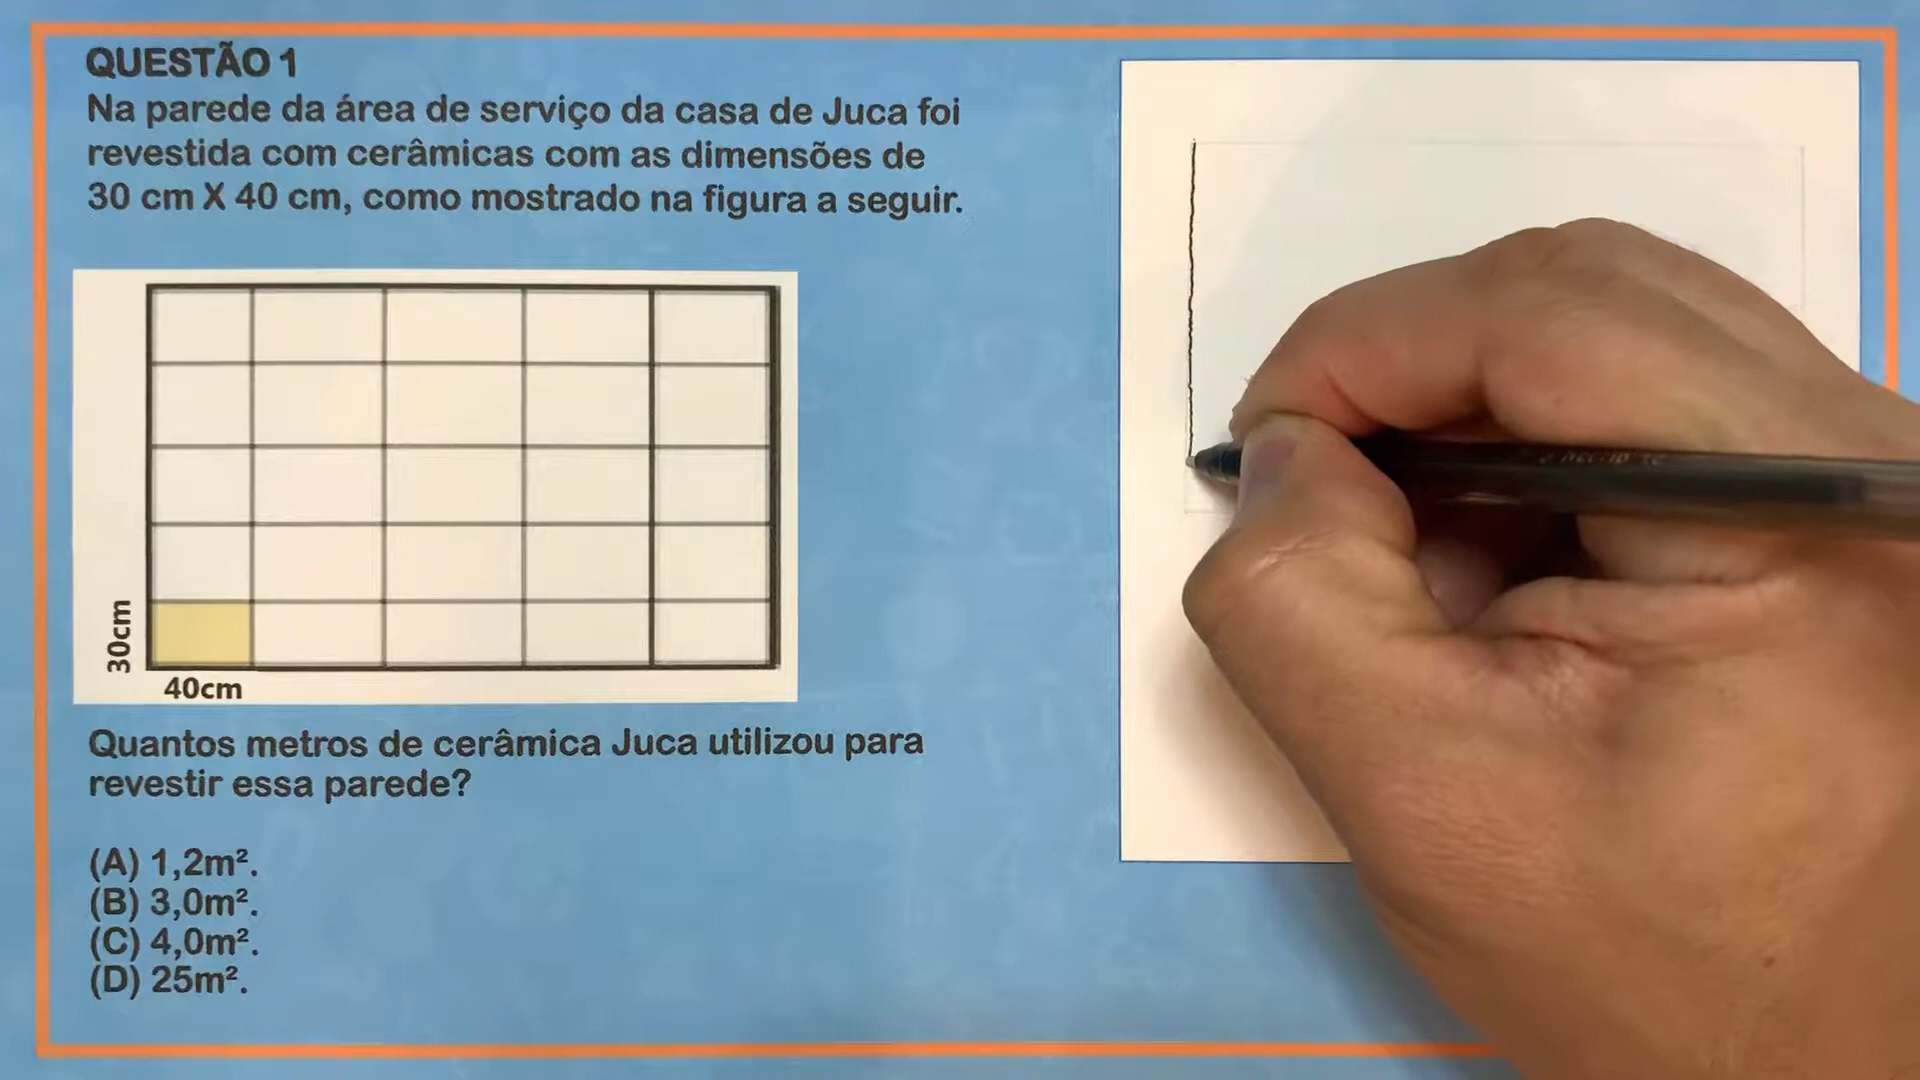 QUESTÃO 1
Na parede da área de serviço da casa de Juca foi
revestida com cerâmicas com as dimensões de
30 cm X 40 cm, como mostrado na figura a seguir.
30cm
40cm
Quantos metros de cerâmica Juca utilizou para
revestir essa parede?
(A) 1,2m².
(B) 3,0m².
(C) 4,0m².
(D) 25m².